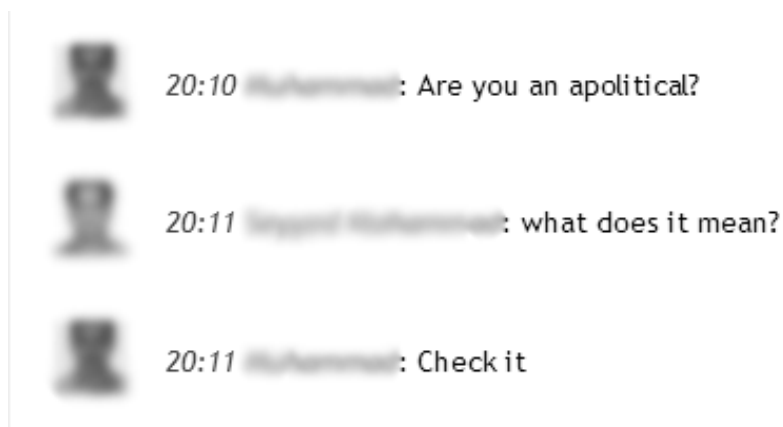 20:10 : Are you an apolitical?
20:11 : what does it mean?
20:11 : Check it